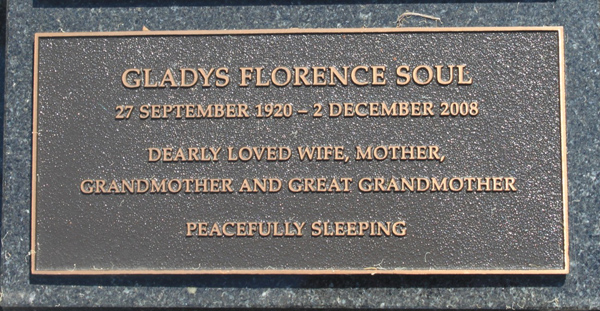 GLADYS FLORENCE SOUL
27 SEPTEMBER 1920 – 2 DECEMBER 2008
DEARLY LOVED WIFE, MOTHER,
GRANDMOTHER AND GREAT GRANDMOTHER
PEACEFULLY SLEEPING